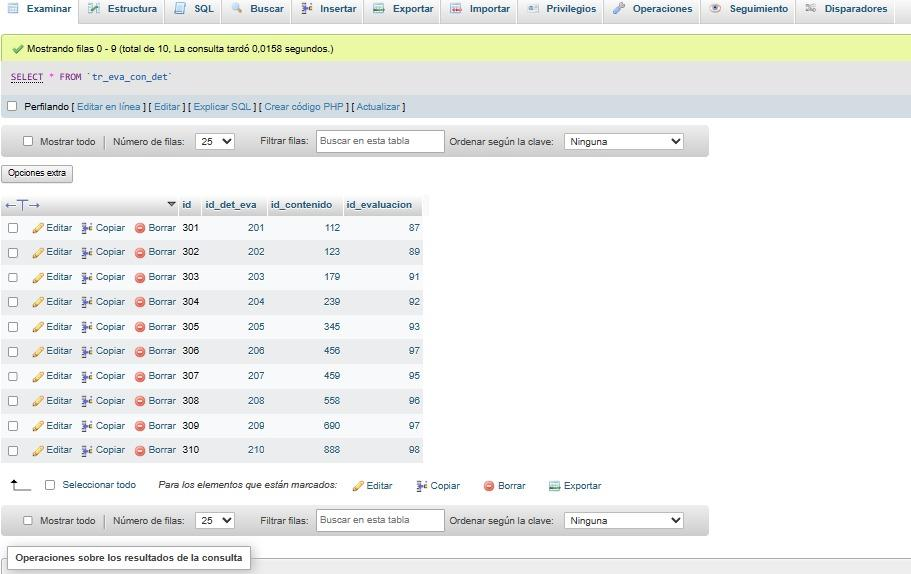 Examinar Estructura SQL Buscar Insertar Exportar Importar Privilegios Operaciones Seguimiento Disparadores
Mostrando filas 0 - 9 (total de 10, La consulta tardó 0,0158 segundos.)
SELECT * FROM `tr_eva_con_det`
Perfilando [ Editar en línea ] [ Editar ] [ Explicar SQL ] [ Crear código PHP ] [ Actualizar ]
Mostrar todo | Número de filas: 25 Filtrar filas: Buscar en esta tabla Ordenar según la clave: Ninguna
Opciones extra
←T→ ▼ id id_det_eva id_contenido id_evaluacion
Editar Copiar Borrar 301 201 112 87
Editar Copiar Borrar 302 202 123 89
Editar Copiar Borrar 303 203 179 91
Editar Copiar Borrar 304 204 239 92
Editar Copiar Borrar 305 205 345 93
Editar Copiar Borrar 306 206 456 97
Editar Copiar Borrar 307 207 459 95
Editar Copiar Borrar 308 208 558 96
Editar Copiar Borrar 309 209 690 97
Editar Copiar Borrar 310 210 888 98
Seleccionar todo Para los elementos que están marcados: Editar Copiar Borrar Exportar
Mostrar todo | Número de filas: 25 Filtrar filas: Buscar en esta tabla Ordenar según la clave: Ninguna
Operaciones sobre los resultados de la consulta